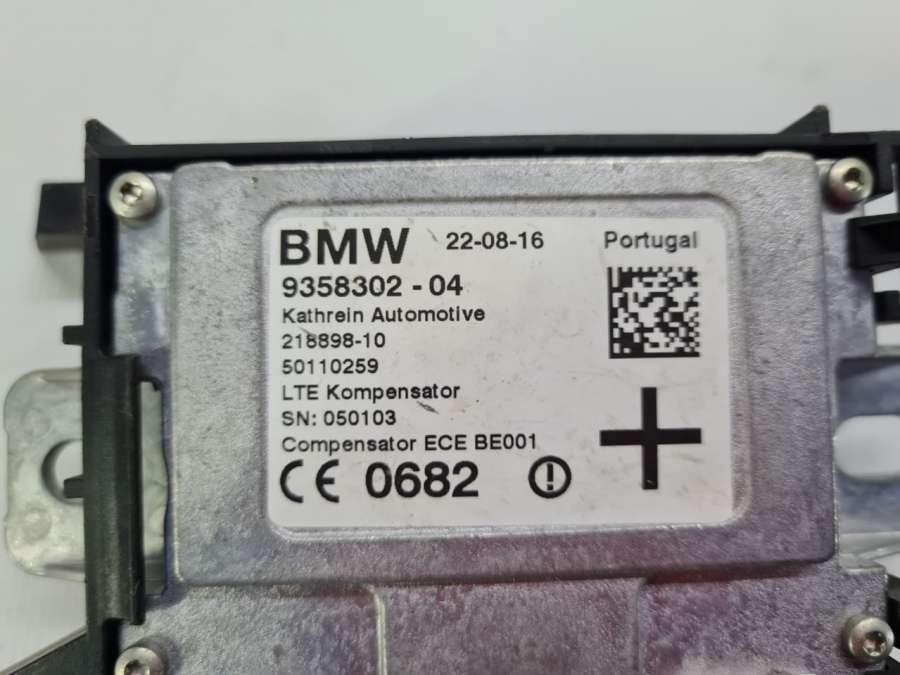 BMW 22-08-16 Portugal
9358302 - 04
Kathrein Automotive
218898-10
50110259
LTE Kompensator
SN: 050103
Compensator ECE BE001
CE 0682